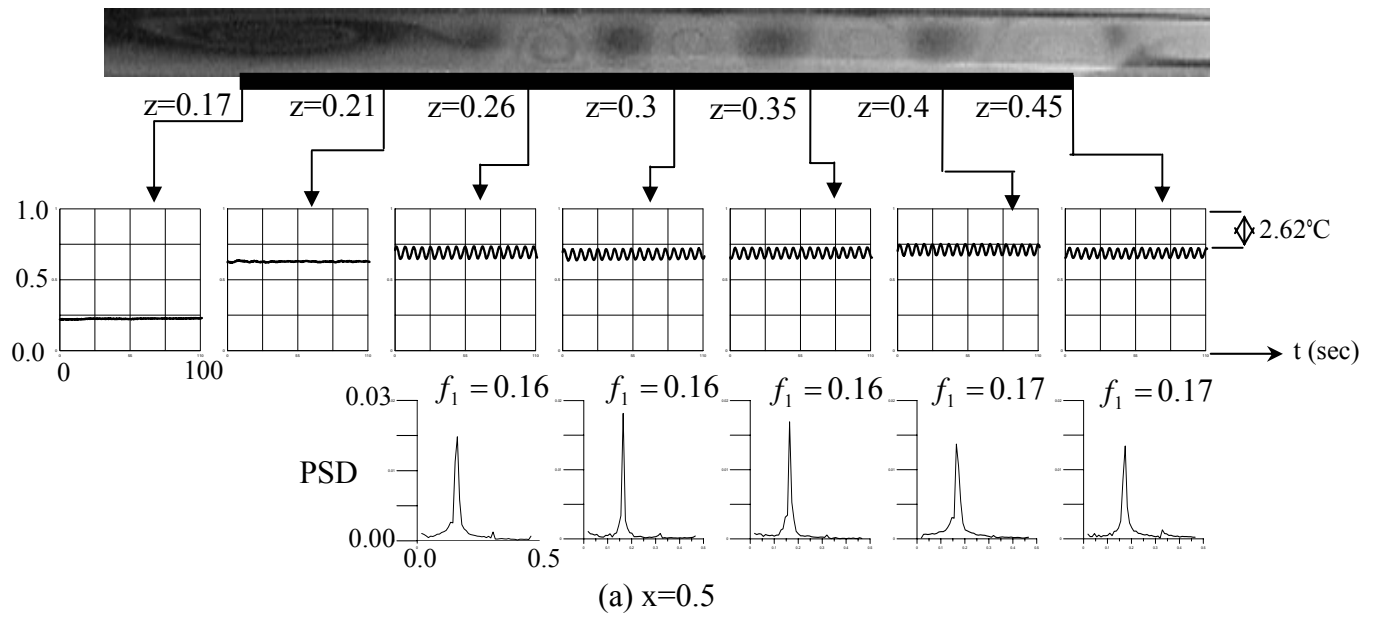 z=0.17 z=0.21 z=0.26 z=0.3 z=0.35 z=0.4 z=0.45
1.0
2.62°C
0.5
0.0
0 100
t (sec)
f₁ = 0.16 f₁ = 0.16 f₁ = 0.16 f₁ = 0.17 f₁ = 0.17
0.03
PSD
0.00
0.0 0.5
(a) x=0.5